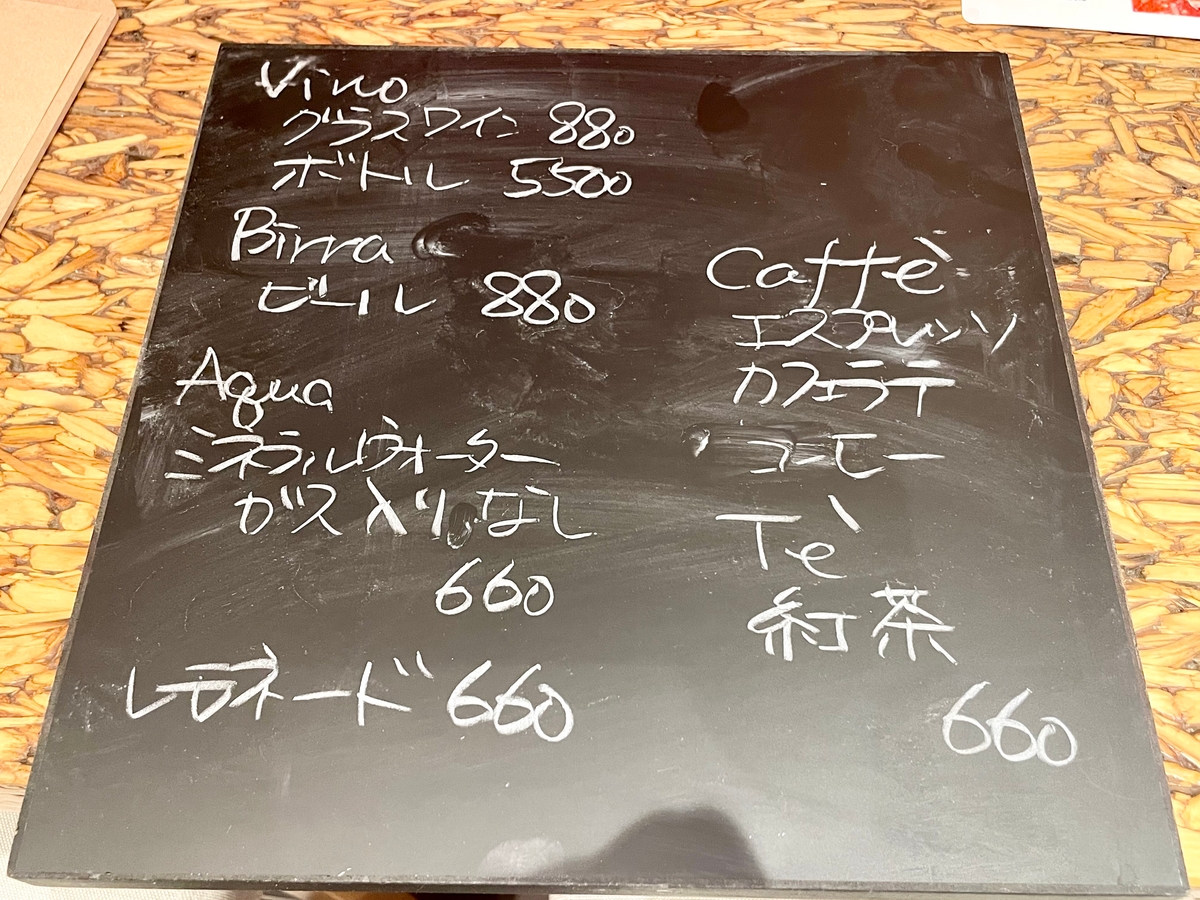 Vino
グラスワイン 880
ボトル 5500
Birra
ビール 880
Aqua
ミネラルウォーター
ガス入り,なし
660
レモネード 660
Caffè
エスプレッソ
カフェラテ
コーヒー
Tè
紅茶
660